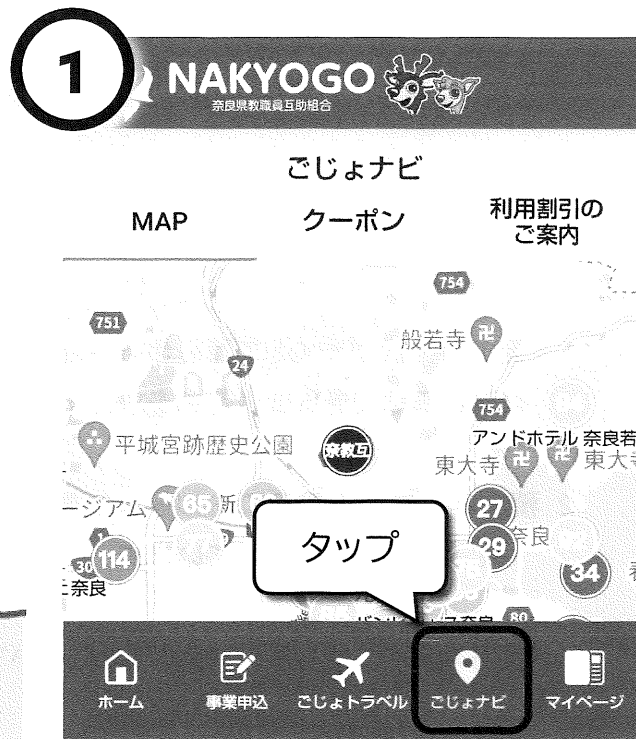 1
NAKYOGO
奈良県教職員互助組合
ごじょナビ
MAP
クーポン
利用割引の
ご案内
754
751
般若寺
24
754
平城宮跡歴史公園
奈教互
アンドホテル 奈良若
東大寺
東大寺
ージアム
65
新
27
タップ
29
奈良
1
30
114
34
奈良
80
ホーム
事業申込
ごじょトラベル
ごじょナビ
マイページ